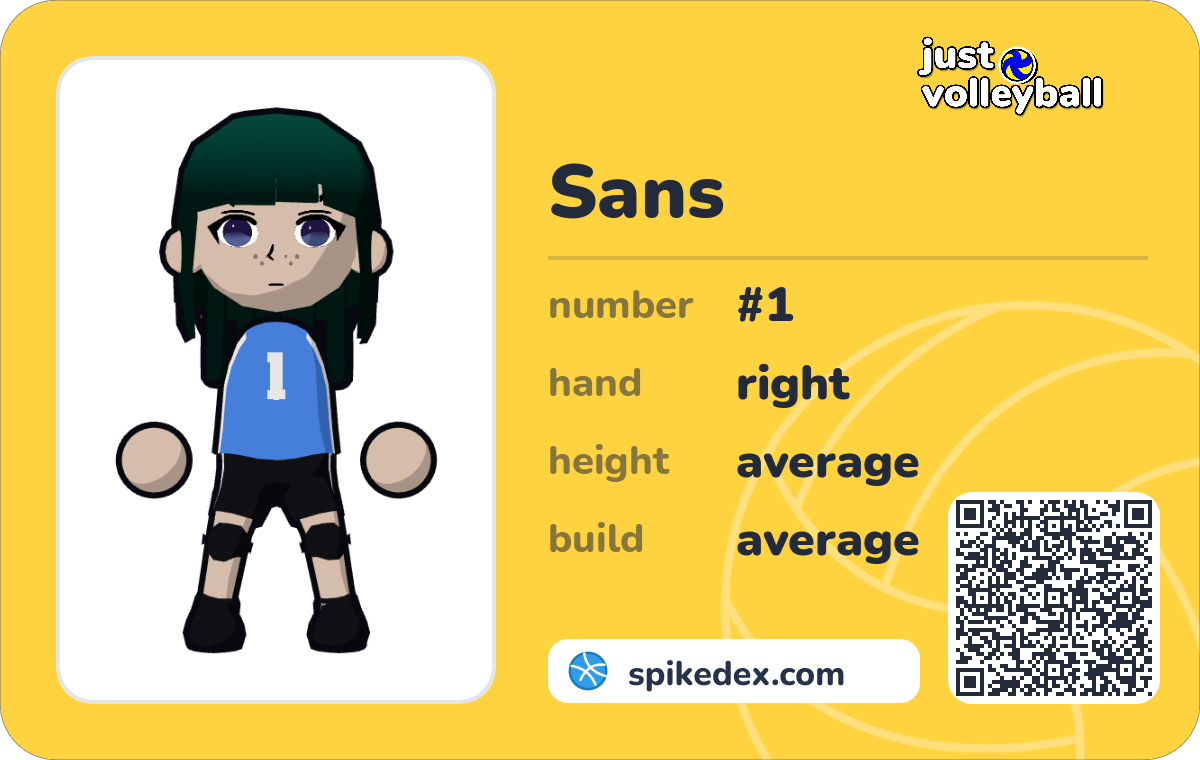 just
volleyball
Sans
number #1
hand right
height average
build average
1
spikedex.com